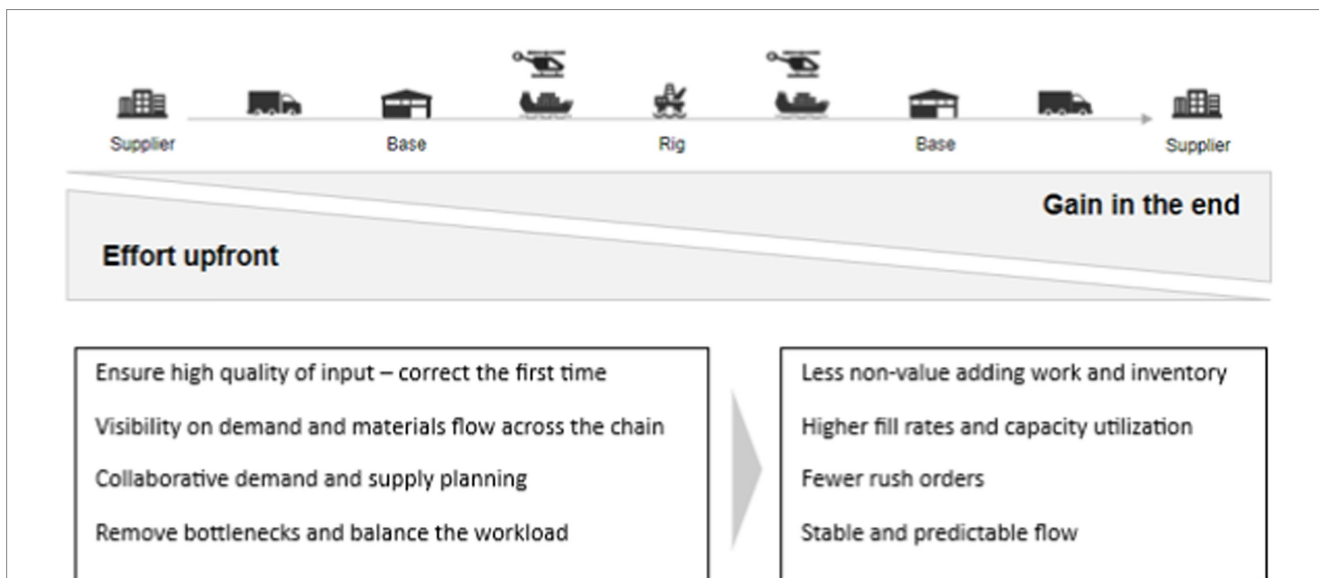 Supplier
Base
Rig
Base
Supplier
Gain in the end
Effort upfront
Ensure high quality of input – correct the first time
Visibility on demand and materials flow across the chain
Collaborative demand and supply planning
Remove bottlenecks and balance the workload
Less non-value adding work and inventory
Higher fill rates and capacity utilization
Fewer rush orders
Stable and predictable flow